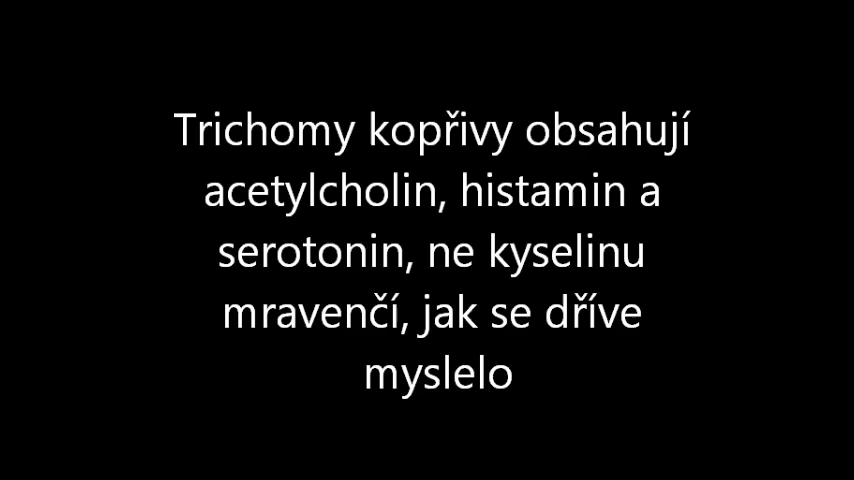 Trichomy kopřivy obsahují
acetylcholin, histamin a
serotonin, ne kyselinu
mravenčí, jak se dříve
myslelo